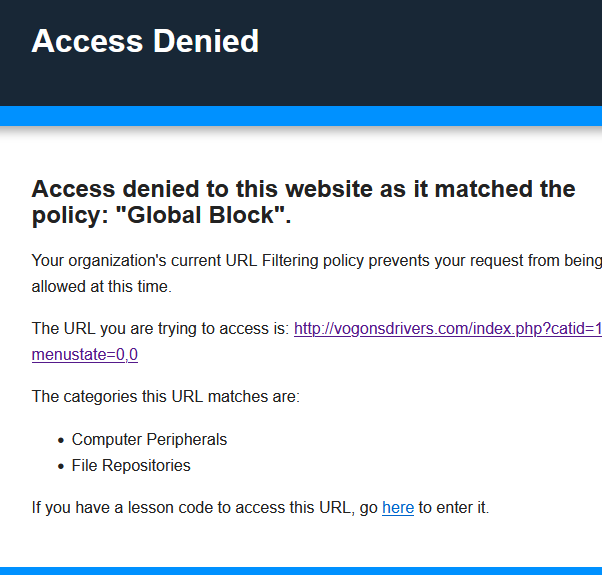 Access Denied
Access denied to this website as it matched the
policy: "Global Block".
Your organization's current URL Filtering policy prevents your request from being
allowed at this time.
The URL you are trying to access is: http://vogonsdrivers.com/index.php?catid=1
menustate=0,0
The categories this URL matches are:
Computer Peripherals
File Repositories
If you have a lesson code to access this URL, go here to enter it.